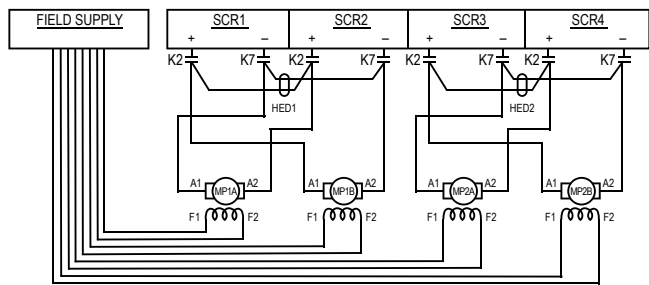 FIELD SUPPLY SCR1 SCR2 SCR3 SCR4
+ – + – + – + –
K2 K7 K2 K7 K2 K7 K2 K7
HED1 HED2
A1 MP1A A2 A1 MP1B A2 A1 MP2A A2 A1 MP2B A2
F1 F2 F1 F2 F1 F2 F1 F2